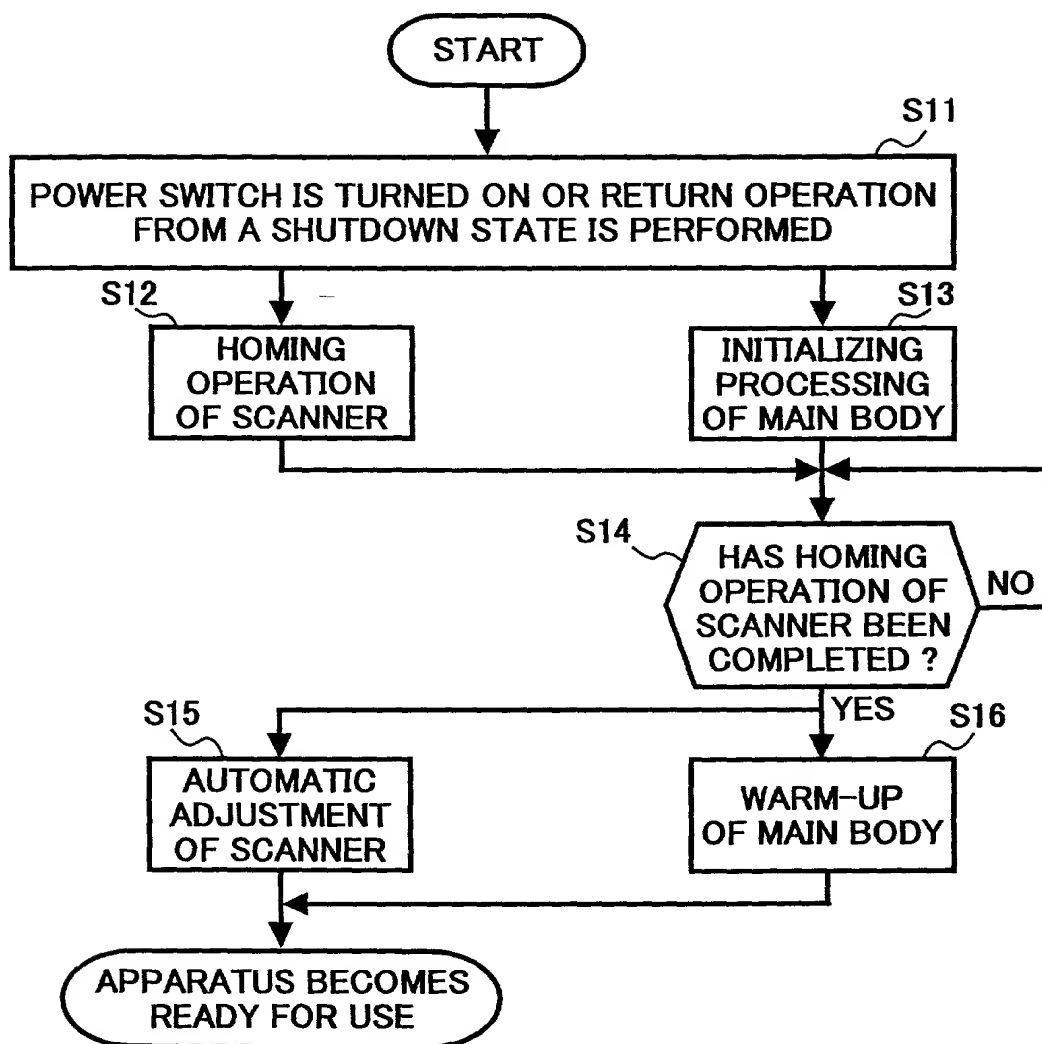 START
S11
POWER SWITCH IS TURNED ON OR RETURN OPERATION
FROM A SHUTDOWN STATE IS PERFORMED
S12
HOMING
OPERATION
OF SCANNER
S13
INITIALIZING
PROCESSING
OF MAIN BODY
S14
HAS HOMING
OPERATION OF
SCANNER BEEN
COMPLETED ?
NO
YES
S15
AUTOMATIC
ADJUSTMENT
OF SCANNER
S16
WARM-UP
OF MAIN BODY
APPARATUS BECOMES
READY FOR USE